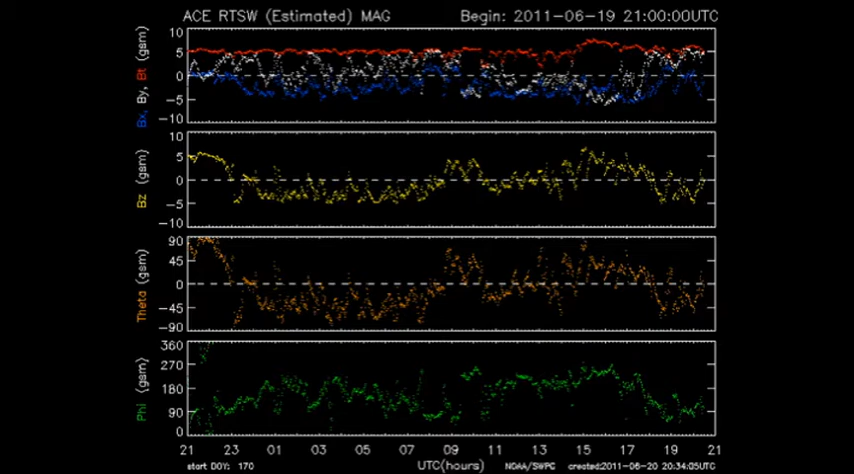 ACE RTSW (Estimated) MAG Begin: 2011-06-19 21:00:00UTC
Bx, By, Bt (gsm)
10
5
0
-5
-10
Bz (gsm)
10
5
0
-5
-10
Theta (gsm)
90
45
0
-45
-90
Phi (gsm)
360
270
180
90
0
21 23 01 03 05 07 09 11 13 15 17 19 21
start DOY: 170 UTC(hours) NOAA/SWPC created:2011-06-20 20:34:05UTC